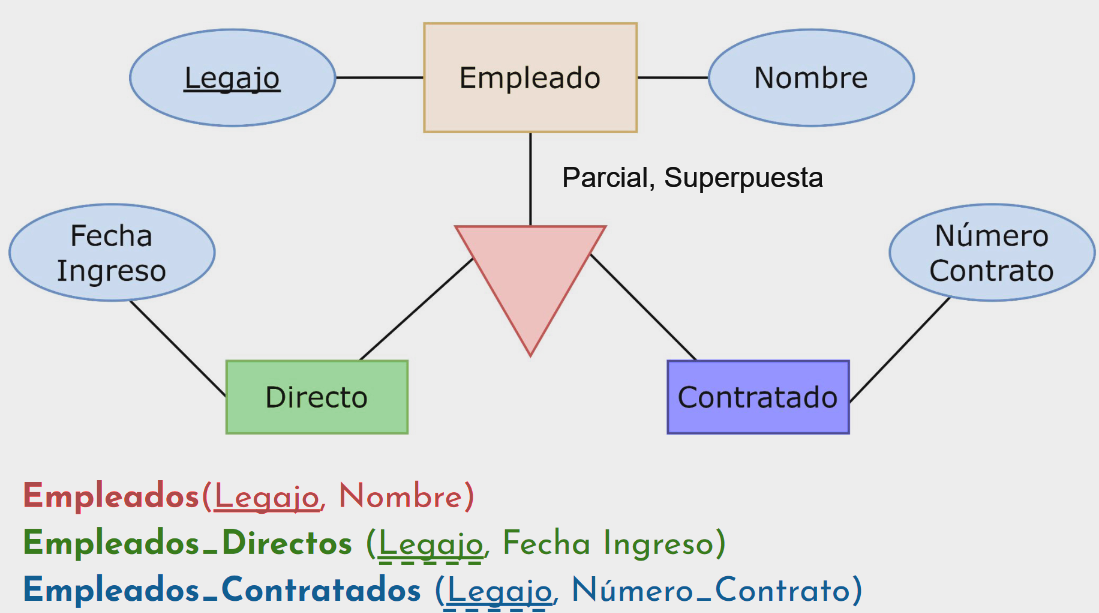 Legajo
Empleado
Nombre
Parcial, Superpuesta
Fecha
Ingreso
Número
Contrato
Directo
Contratado
Empleados(Legajo, Nombre)
Empleados_Directos (Legajo, Fecha Ingreso)
Empleados_Contratados (Legajo, Número_Contrato)